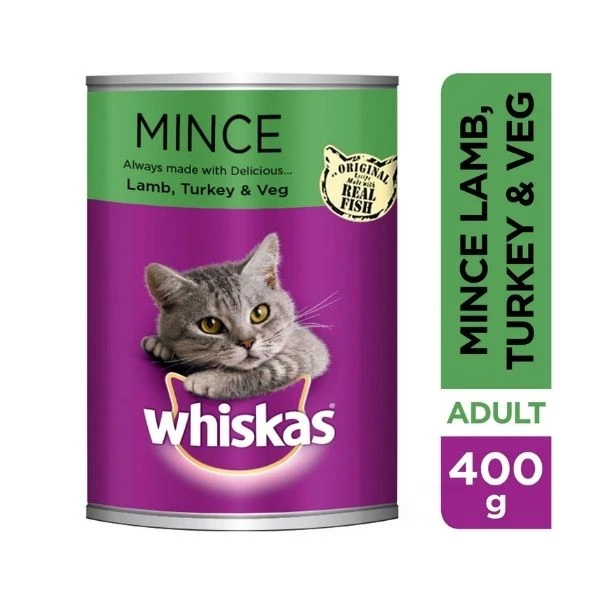 MINCE
Always made with Delicious...
Lamb, Turkey & Veg
ORIGINAL
Recipe
Made with
REAL
FISH
whiskas®
MINCE LAMB,
TURKEY & VEG
ADULT
400
g